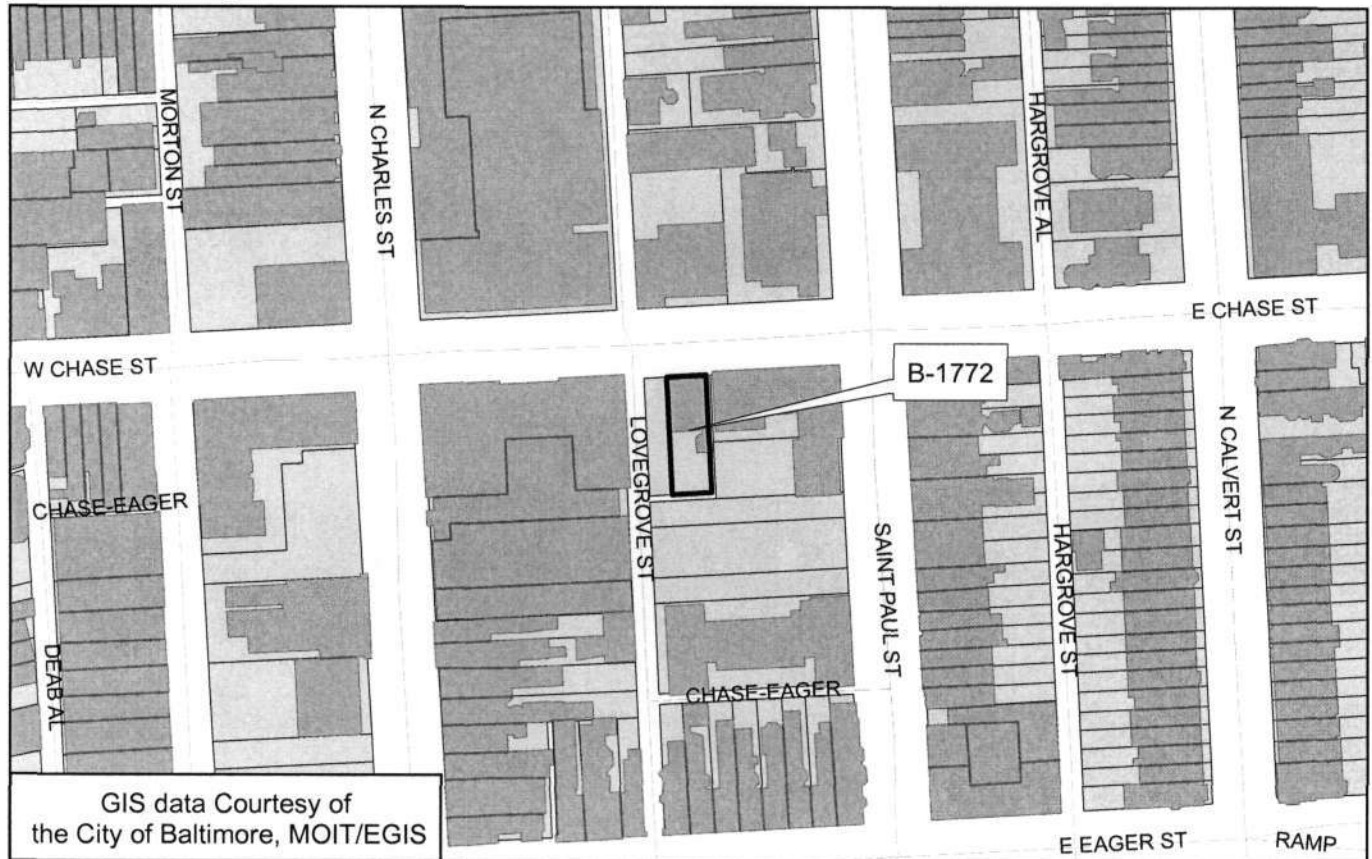 MORTON ST
N CHARLES ST
HARGROVE AL
E CHASE ST
W CHASE ST
B-1772
LOVEGROVE ST
N CALVERT ST
CHASE-EAGER
SAINT PAUL ST
HARGROVE ST
DEAB AL
CHASE-EAGER
GIS data Courtesy of
the City of Baltimore, MOIT/EGIS
E EAGER ST
RAMP